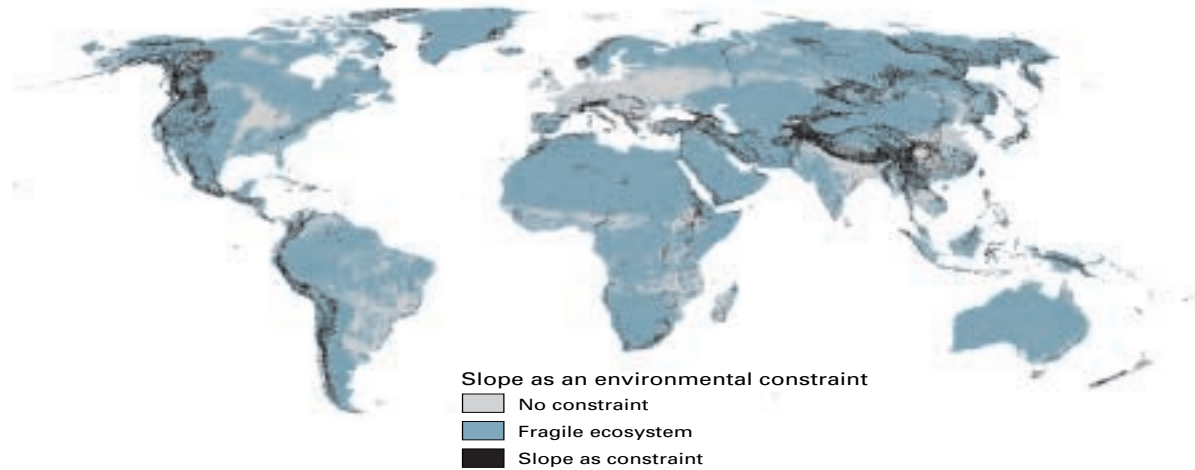 Slope as an environmental constraint
No constraint
Fragile ecosystem
Slope as constraint